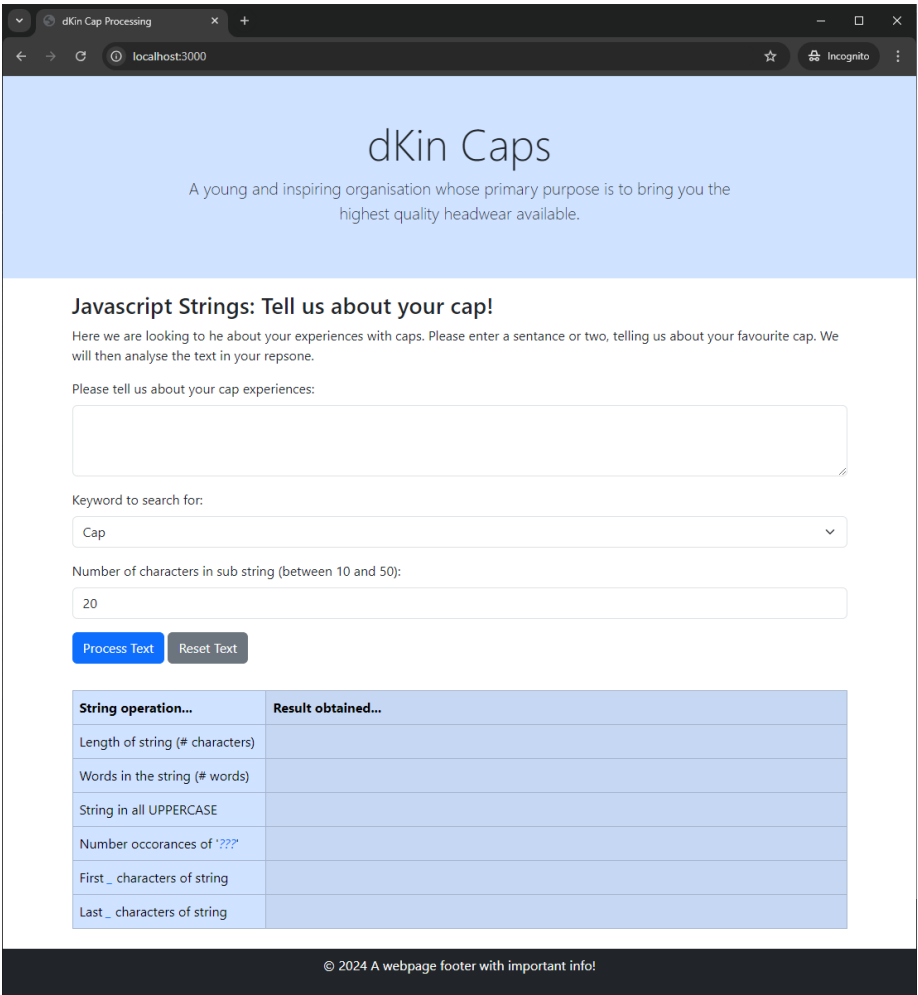 dKin Cap Processing
localhost:3000
Incognito
dKin Caps
A young and inspiring organisation whose primary purpose is to bring you the
highest quality headwear available.
Javascript Strings: Tell us about your cap!
Here we are looking to he about your experiences with caps. Please enter a sentance or two, telling us about your favourite cap. We
will then analyse the text in your repsone.
Please tell us about your cap experiences:
Keyword to search for:
Cap
Number of characters in sub string (between 10 and 50):
20
Process Text Reset Text
String operation... Result obtained...
Length of string (# characters)
Words in the string (# words)
String in all UPPERCASE
Number occorances of '???'
First _ characters of string
Last _ characters of string
© 2024 A webpage footer with important info!